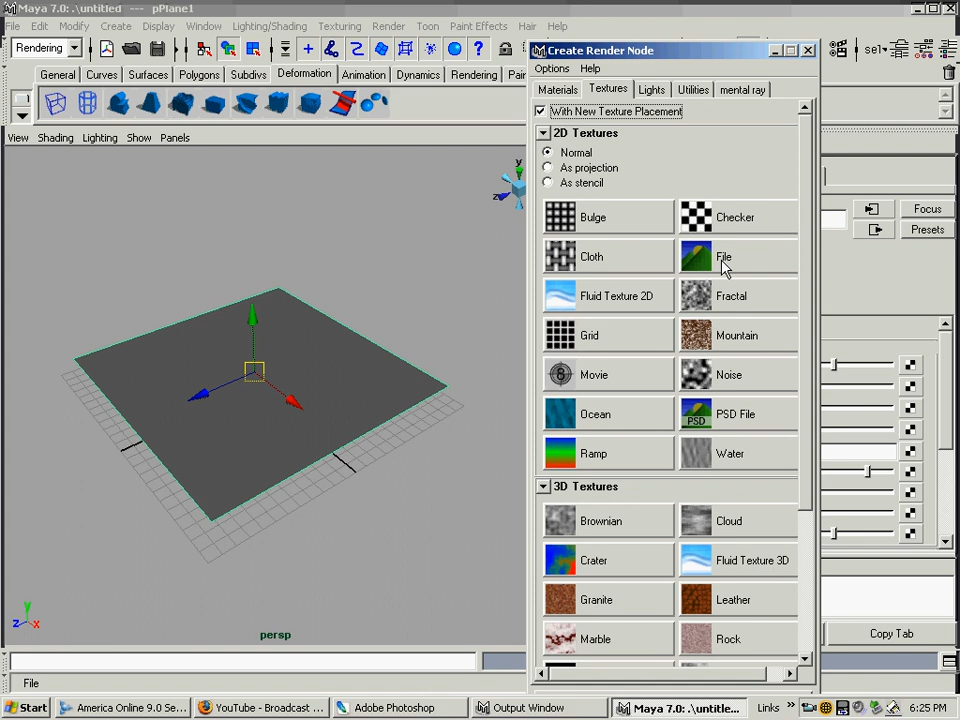 Maya 7.0: .\untitled --- pPlane1
File Edit Modify Create Display Window Lighting/Shading Texturing Render Toon Paint Effects Hair Help
Rendering
sel
General Curves Surfaces Polygons Subdivs Deformation Animation Dynamics Rendering Pain
View Shading Lighting Show Panels
Create Render Node
Options Help
Materials Textures Lights Utilities mental ray
With New Texture Placement
2D Textures
Normal
As projection
As stencil
Bulge Checker
Cloth File
Fluid Texture 2D Fractal
Grid Mountain
Movie Noise
Ocean PSD File
PSD
Ramp Water
3D Textures
Brownian Cloud
Crater Fluid Texture 3D
Granite Leather
Marble Rock
Focus
Presets
Copy Tab
y
z
y
z x
persp
File
Start America Online 9.0 Se... YouTube - Broadcast ... Adobe Photoshop Output Window Maya 7.0: .\untitle... Links » 6:25 PM